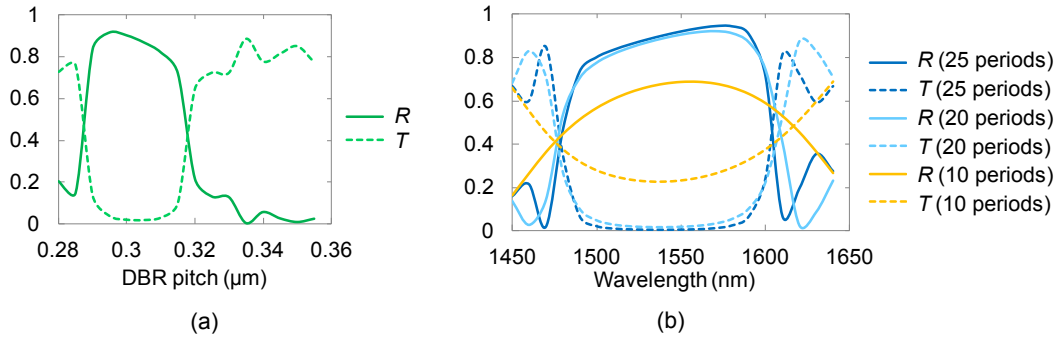 1
0.8
0.6
0.4
0.2
0
0.28 0.3 0.32 0.34 0.36
DBR pitch (μm)
R
T
(a)
1
0.8
0.6
0.4
0.2
0
1450 1500 1550 1600 1650
Wavelength (nm)
R (25 periods)
T (25 periods)
R (20 periods)
T (20 periods)
R (10 periods)
T (10 periods)
(b)